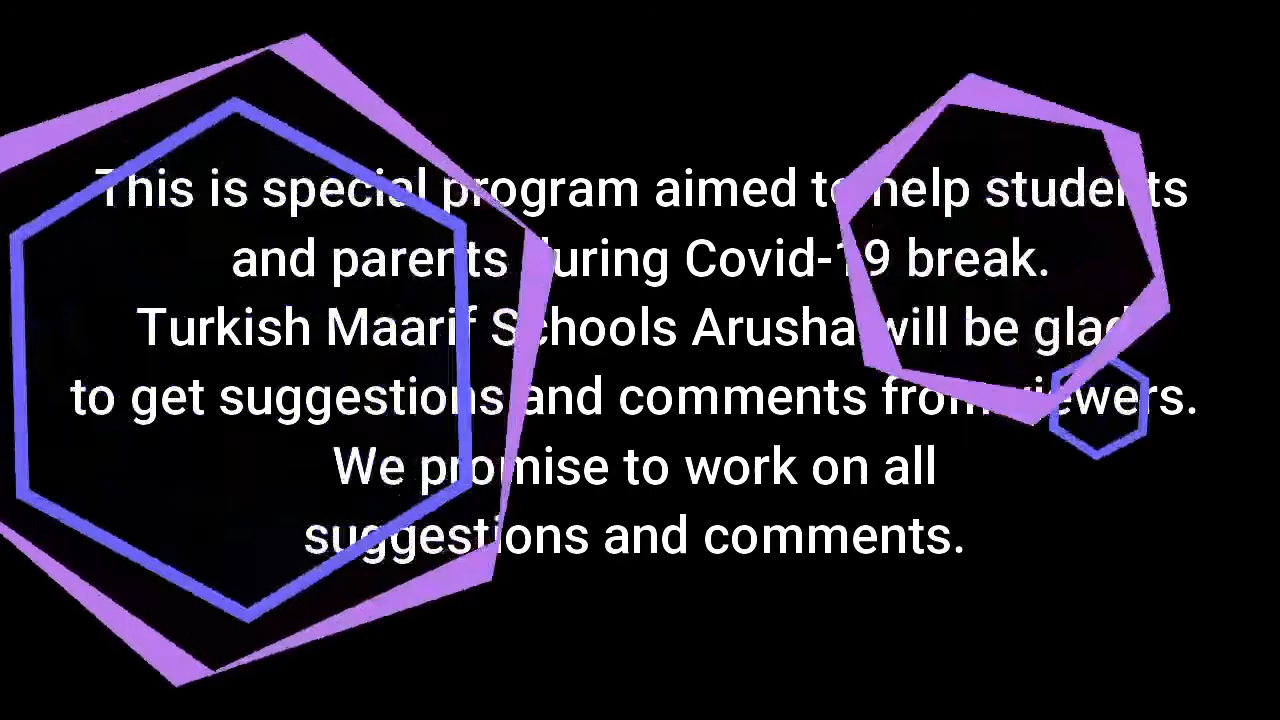 This is special program aimed to help students
and parents during Covid-19 break.
Turkish Maarif Schools Arusha will be glad
to get suggestions and comments from viewers.
We promise to work on all
suggestions and comments.